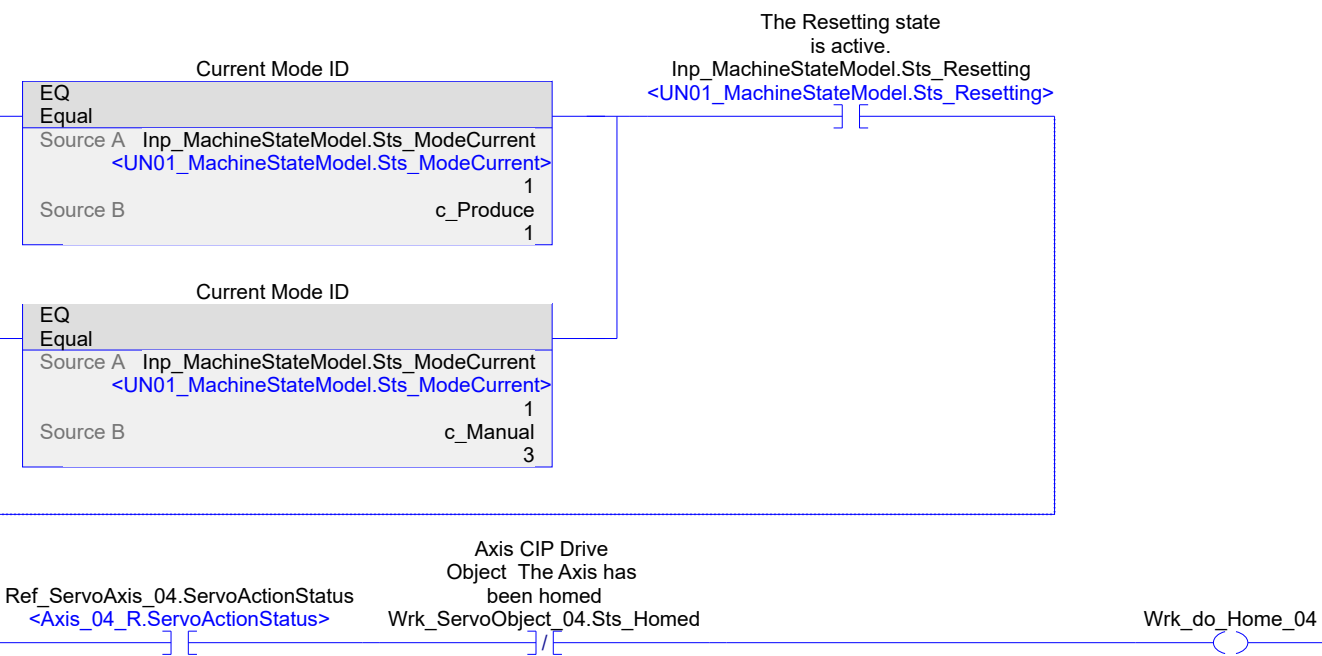 The Resetting state
is active.
Current Mode ID
Inp_MachineStateModel.Sts_Resetting
<UN01_MachineStateModel.Sts_Resetting>
EQ
Equal
Source A Inp_MachineStateModel.Sts_ModeCurrent
<UN01_MachineStateModel.Sts_ModeCurrent>
1
Source B c_Produce
1
Current Mode ID
EQ
Equal
Source A Inp_MachineStateModel.Sts_ModeCurrent
<UN01_MachineStateModel.Sts_ModeCurrent>
1
Source B c_Manual
3
Axis CIP Drive
Object The Axis has
been homed
Ref_ServoAxis_04.ServoActionStatus
<Axis_04_R.ServoActionStatus>
Wrk_ServoObject_04.Sts_Homed
Wrk_do_Home_04